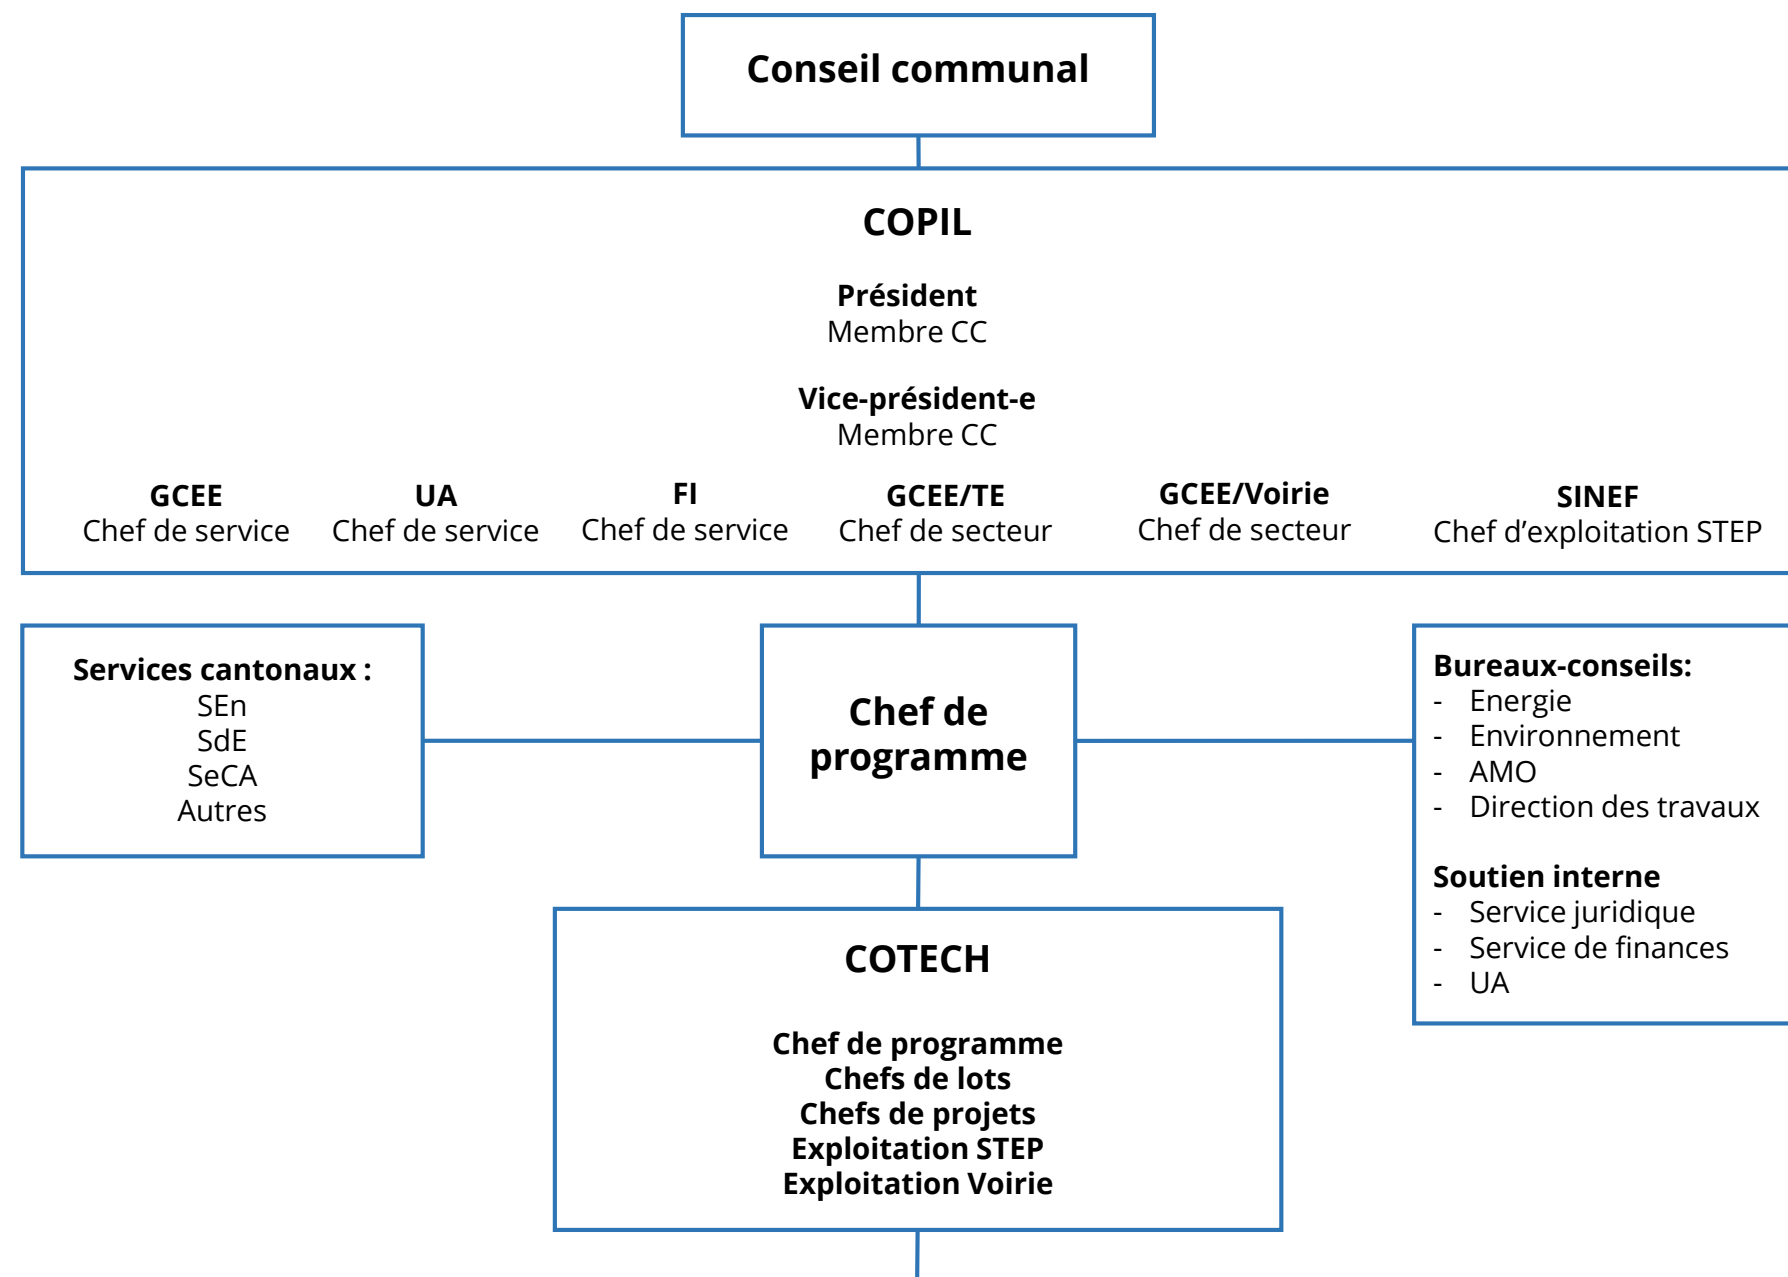 Conseil communal
COPIL
Président
Membre CC
Vice-président-e
Membre CC
GCEE
Chef de service
UA
Chef de service
FI
Chef de service
GCEE/TE
Chef de secteur
GCEE/Voirie
Chef de secteur
SINEF
Chef d’exploitation STEP
Services cantonaux :
SEn
SdE
SeCA
Autres
Chef de
programme
Bureaux-conseils:
- Energie
- Environnement
- AMO
- Direction des travaux
Soutien interne
- Service juridique
- Service de finances
- UA
COTECH
Chef de programme
Chefs de lots
Chefs de projets
Exploitation STEP
Exploitation Voirie